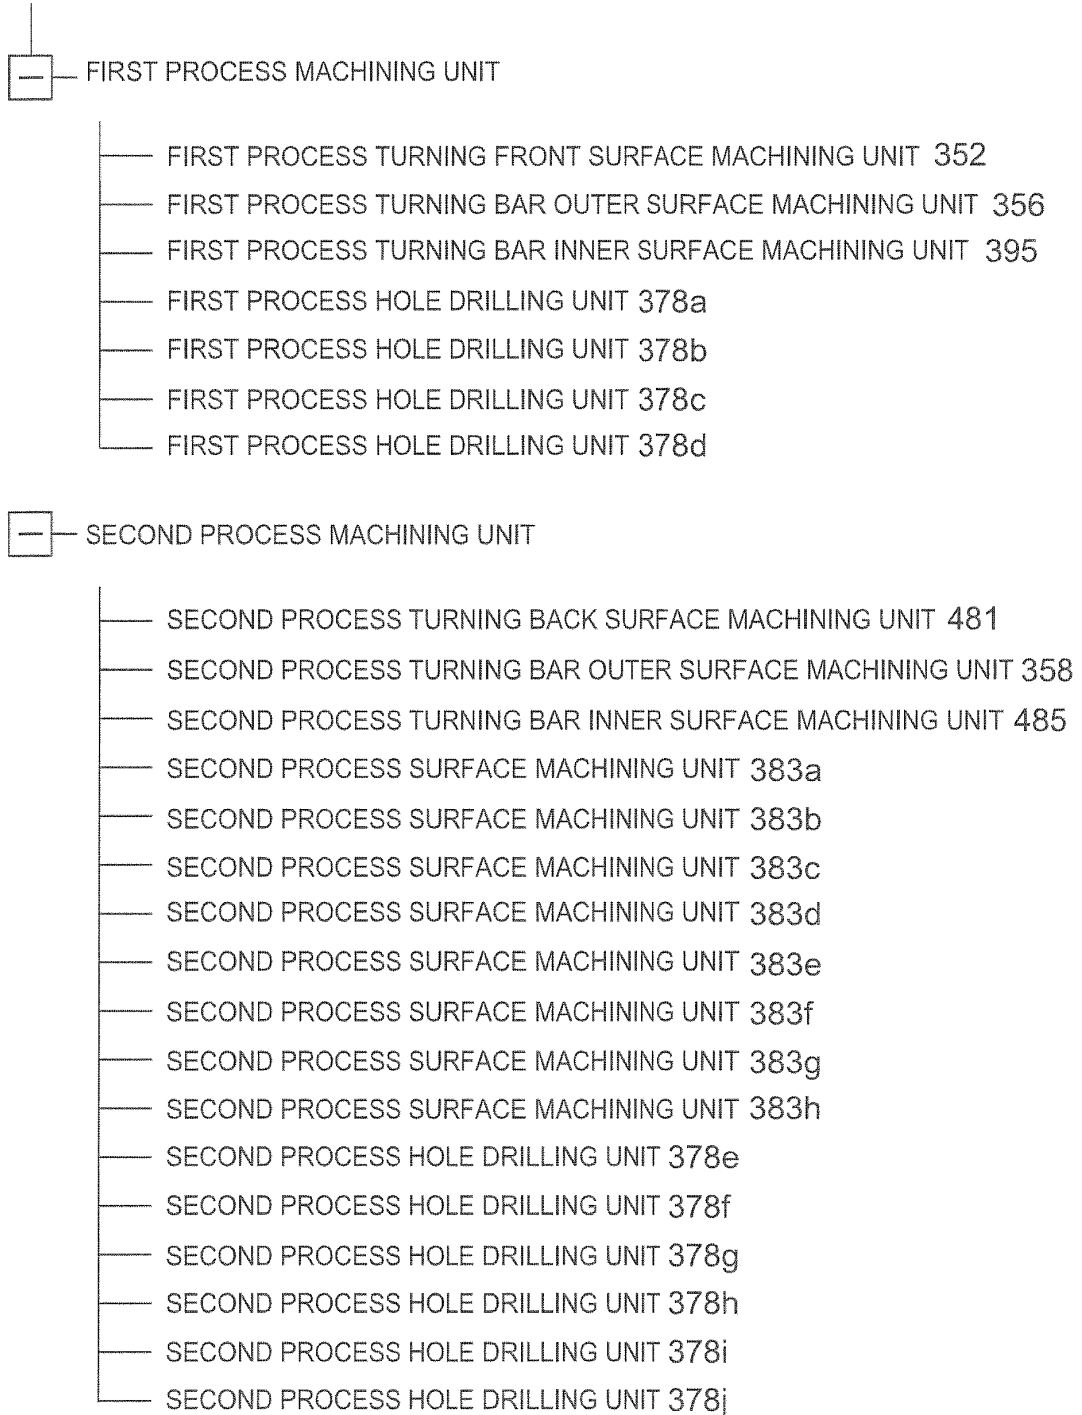 FIRST PROCESS MACHINING UNIT
FIRST PROCESS TURNING FRONT SURFACE MACHINING UNIT 352
FIRST PROCESS TURNING BAR OUTER SURFACE MACHINING UNIT 356
FIRST PROCESS TURNING BAR INNER SURFACE MACHINING UNIT 395
FIRST PROCESS HOLE DRILLING UNIT 378a
FIRST PROCESS HOLE DRILLING UNIT 378b
FIRST PROCESS HOLE DRILLING UNIT 378c
FIRST PROCESS HOLE DRILLING UNIT 378d
SECOND PROCESS MACHINING UNIT
SECOND PROCESS TURNING BACK SURFACE MACHINING UNIT 481
SECOND PROCESS TURNING BAR OUTER SURFACE MACHINING UNIT 358
SECOND PROCESS TURNING BAR INNER SURFACE MACHINING UNIT 485
SECOND PROCESS SURFACE MACHINING UNIT 383a
SECOND PROCESS SURFACE MACHINING UNIT 383b
SECOND PROCESS SURFACE MACHINING UNIT 383c
SECOND PROCESS SURFACE MACHINING UNIT 383d
SECOND PROCESS SURFACE MACHINING UNIT 383e
SECOND PROCESS SURFACE MACHINING UNIT 383f
SECOND PROCESS SURFACE MACHINING UNIT 383g
SECOND PROCESS SURFACE MACHINING UNIT 383h
SECOND PROCESS HOLE DRILLING UNIT 378e
SECOND PROCESS HOLE DRILLING UNIT 378f
SECOND PROCESS HOLE DRILLING UNIT 378g
SECOND PROCESS HOLE DRILLING UNIT 378h
SECOND PROCESS HOLE DRILLING UNIT 378i
SECOND PROCESS HOLE DRILLING UNIT 378j